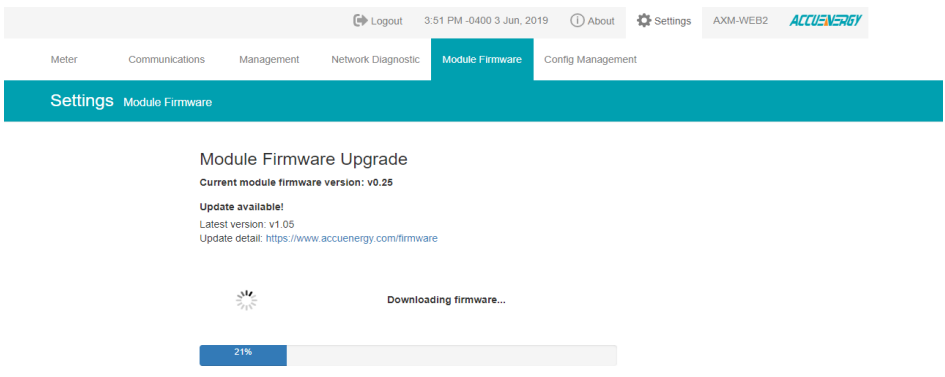 Logout 3:51 PM -0400 3 Jun, 2019 About Settings AXM-WEB2 ACCUENERGY
Meter Communications Management Network Diagnostic Module Firmware Config Management
Settings Module Firmware
Module Firmware Upgrade
Current module firmware version: v0.25
Update available!
Latest version: v1.05
Update detail: https://www.accuenergy.com/firmware
Downloading firmware...
21%